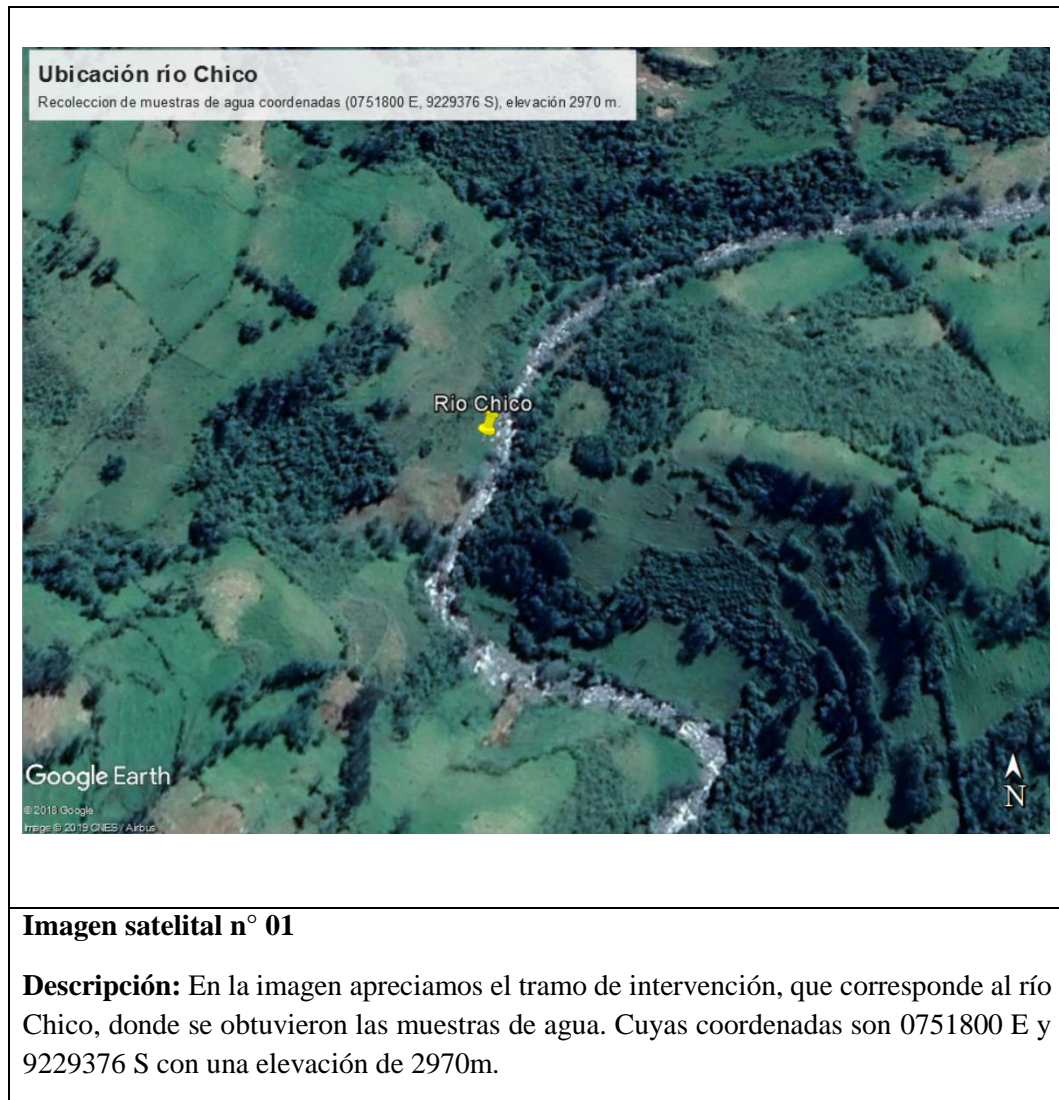 Ubicación río Chico
Recoleccion de muestras de agua coordenadas (0751800 E, 9229376 S), elevación 2970 m.
Rio Chico
Google Earth
© 2018 Google
Image © 2019 CNES / Airbus
N
Imagen satelital n° 01
Descripción: En la imagen apreciamos el tramo de intervención, que corresponde al río
Chico, donde se obtuvieron las muestras de agua. Cuyas coordenadas son 0751800 E y
9229376 S con una elevación de 2970m.